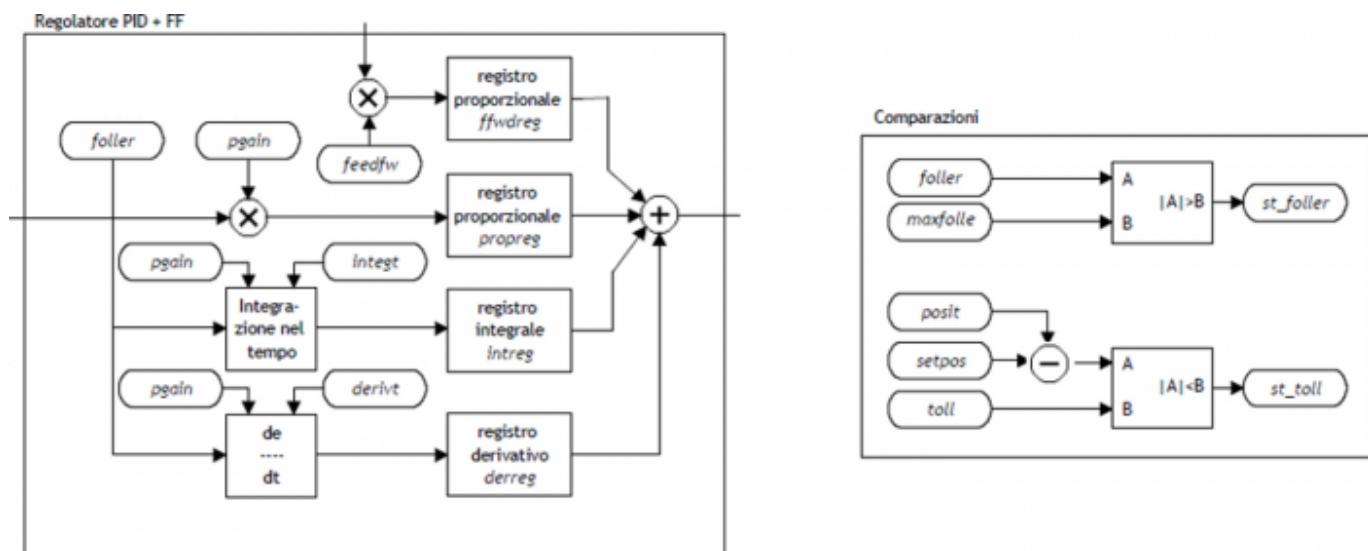 Regolatore PID + FF
registro
proporzionale
ffwdreg
foller
pgain
feedfw
registro
proporzionale
propreg
pgain
integt
Integra-
zione nel
tempo
registro
integrale
intreg
pgain
derivt
de
----
dt
registro
derivativo
derreg
Comparazioni
foller
A
|A|>B
st_foller
maxfolle
B
posit
setpos
A
|A|<B
st_toll
toll
B